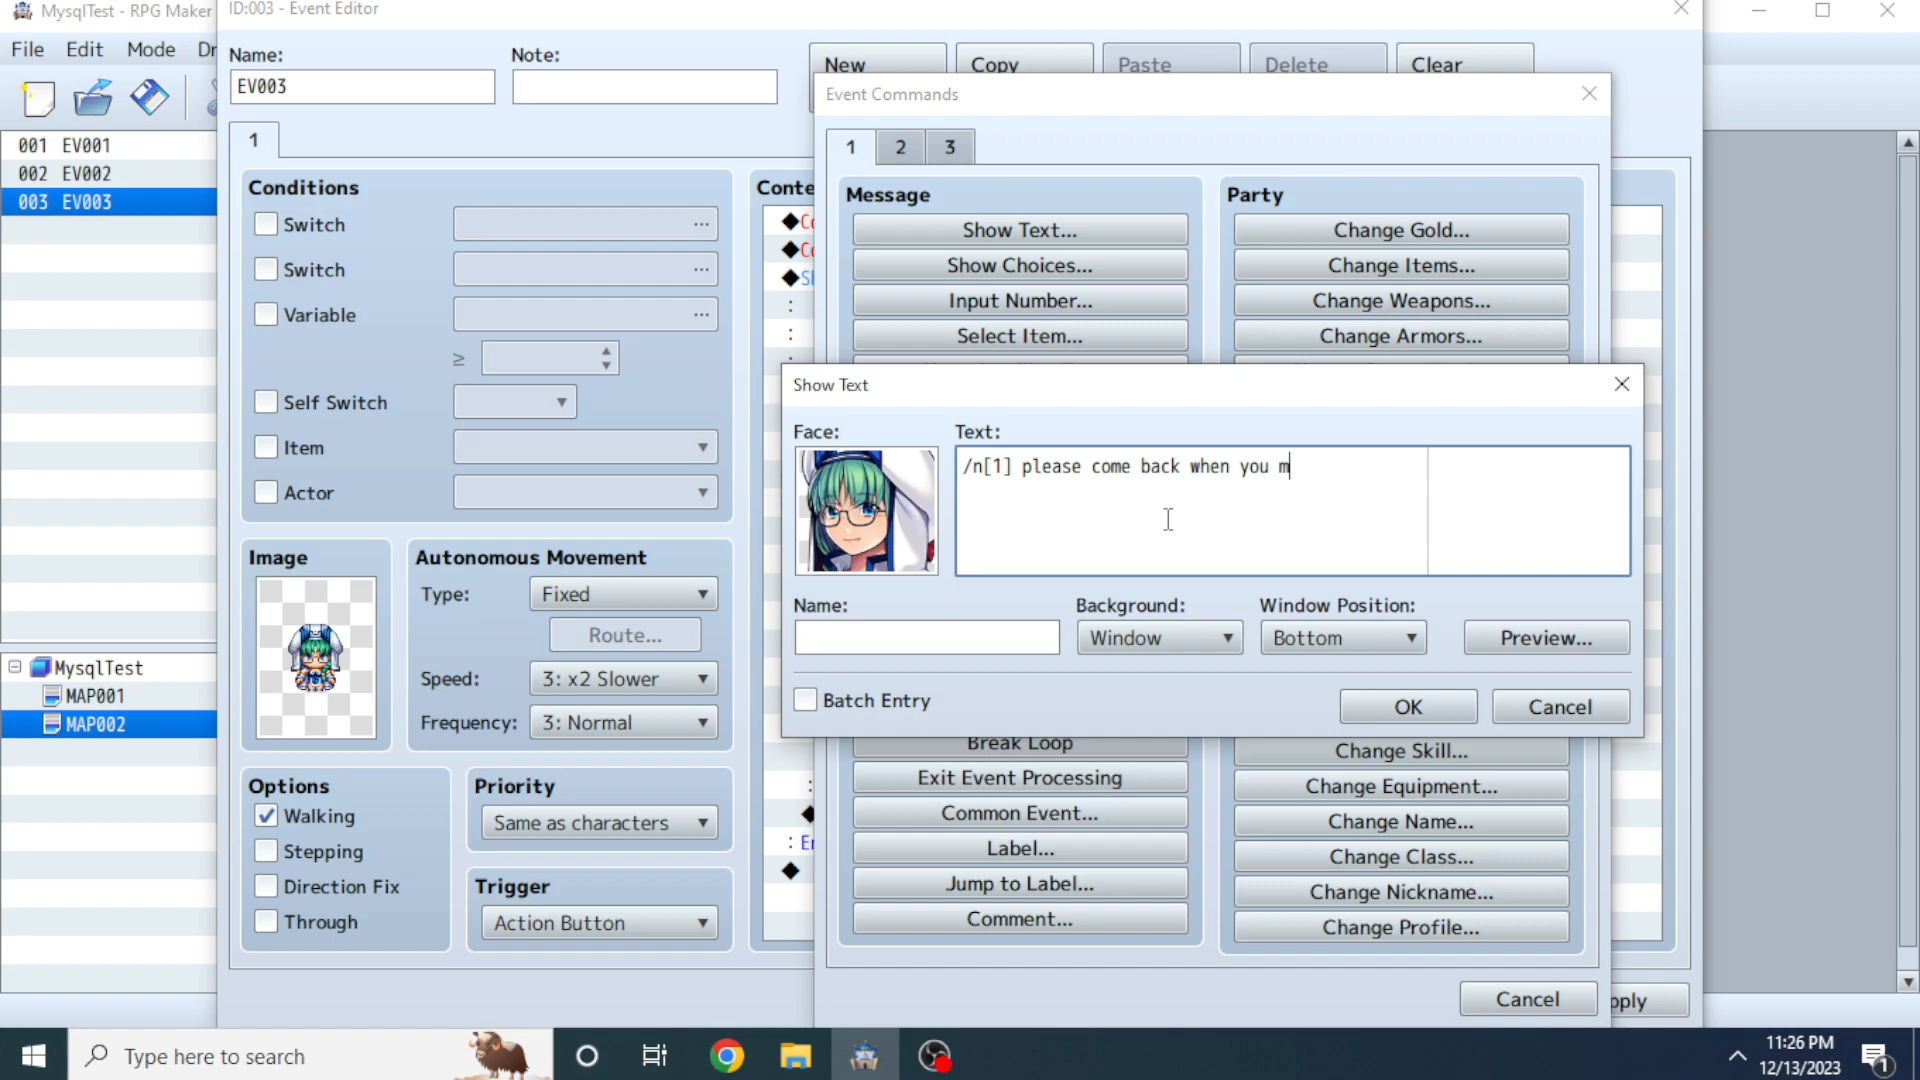 MysqlTest - RPG Maker
ID:003 - Event Editor
File Edit Mode
Name:
Note:
EV003
New
Copy
Paste
Delete
Clear
Event Commands
001 EV001
002 EV002
003 EV003
1
1 2 3
Conditions
Switch
...
Switch
...
Variable
...
≥
Self Switch
Item
Actor
Message
Show Text...
Show Choices...
Input Number...
Select Item...
Party
Change Gold...
Change Items...
Change Weapons...
Change Armors...
Show Text
Face:
Text:
/n[1] please come back when you m
Name:
Background:
Window Position:
Window
Bottom
Preview...
Batch Entry
OK
Cancel
Image
Autonomous Movement
Type:
Fixed
Route...
Speed:
3: x2 Slower
Frequency:
3: Normal
MysqlTest
MAP001
MAP002
Options
Walking
Stepping
Direction Fix
Through
Priority
Same as characters
Trigger
Action Button
Break Loop
Exit Event Processing
Common Event...
Label...
Jump to Label...
Comment...
Change Skill...
Change Equipment...
Change Name...
Change Class...
Change Nickname...
Change Profile...
Cancel
Type here to search
11:26 PM
12/13/2023
1